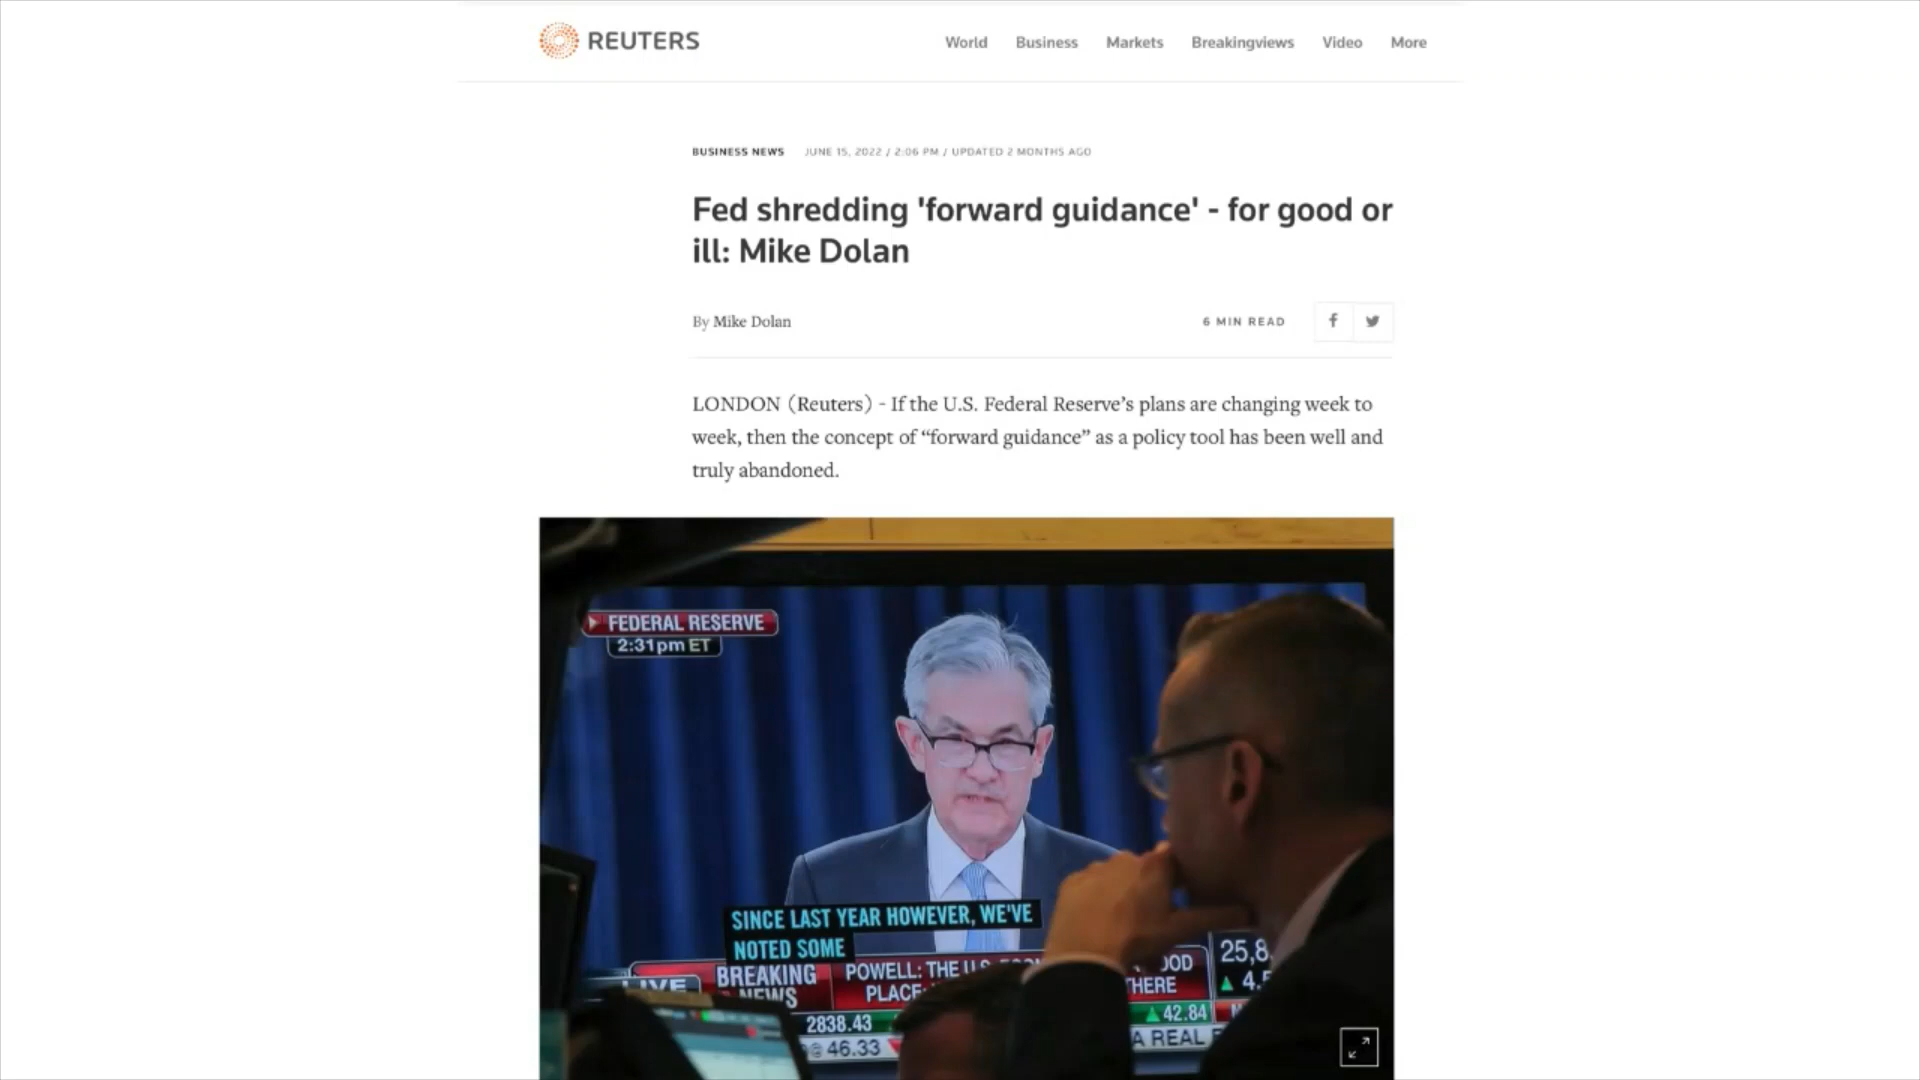 REUTERS
World Business Markets Breakingviews Video More
BUSINESS NEWS JUNE 15, 2022 / 2:06 PM / UPDATED 2 MONTHS AGO
Fed shredding 'forward guidance' - for good or
ill: Mike Dolan
By Mike Dolan
6 MIN READ
LONDON (Reuters) - If the U.S. Federal Reserve’s plans are changing week to
week, then the concept of “forward guidance” as a policy tool has been well and
truly abandoned.
FEDERAL RESERVE
2:31pm ET
SINCE LAST YEAR HOWEVER, WE'VE
NOTED SOME
LIVE
BREAKING
NEWS
POWELL: THE U.S.
PLACE
THERE
25,8
4.5
2838.43
42.84
46.33
A REAL